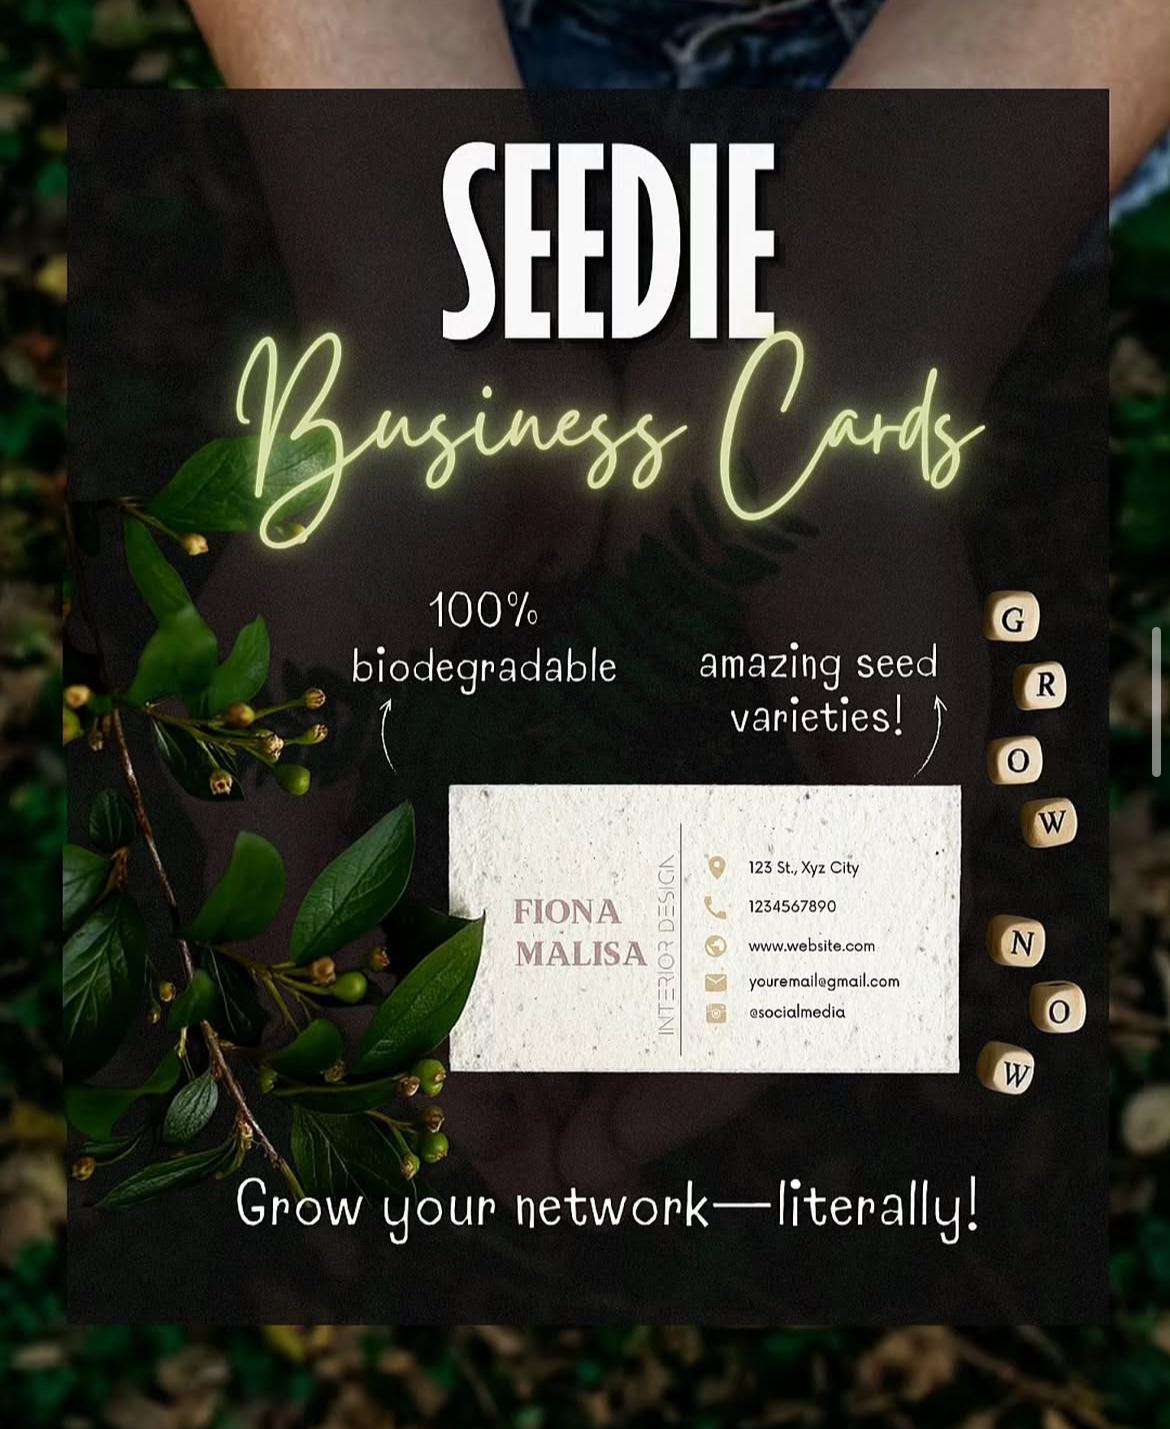 SEEDIE
Business Cards
100%
biodegradable
amazing seed
varieties!
FIONA
MALISA
INTERIOR DESIGN
123 St., Xyz City
1234567890
www.website.com
youremail@gmail.com
@socialmedia
G
R
O
W
N
O
W
Grow your network—literally!